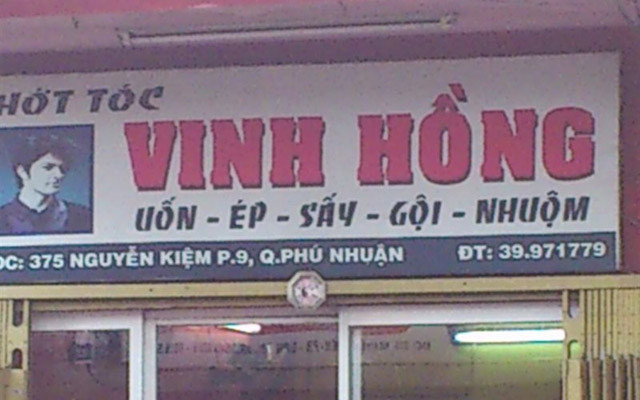 HỚT TÓC
VINH HỒNG
UỐN - ÉP - SẤY - GỘI - NHUỘM
ĐC: 375 NGUYỄN KIỆM P.9, Q.PHÚ NHUẬN ĐT: 39.971779